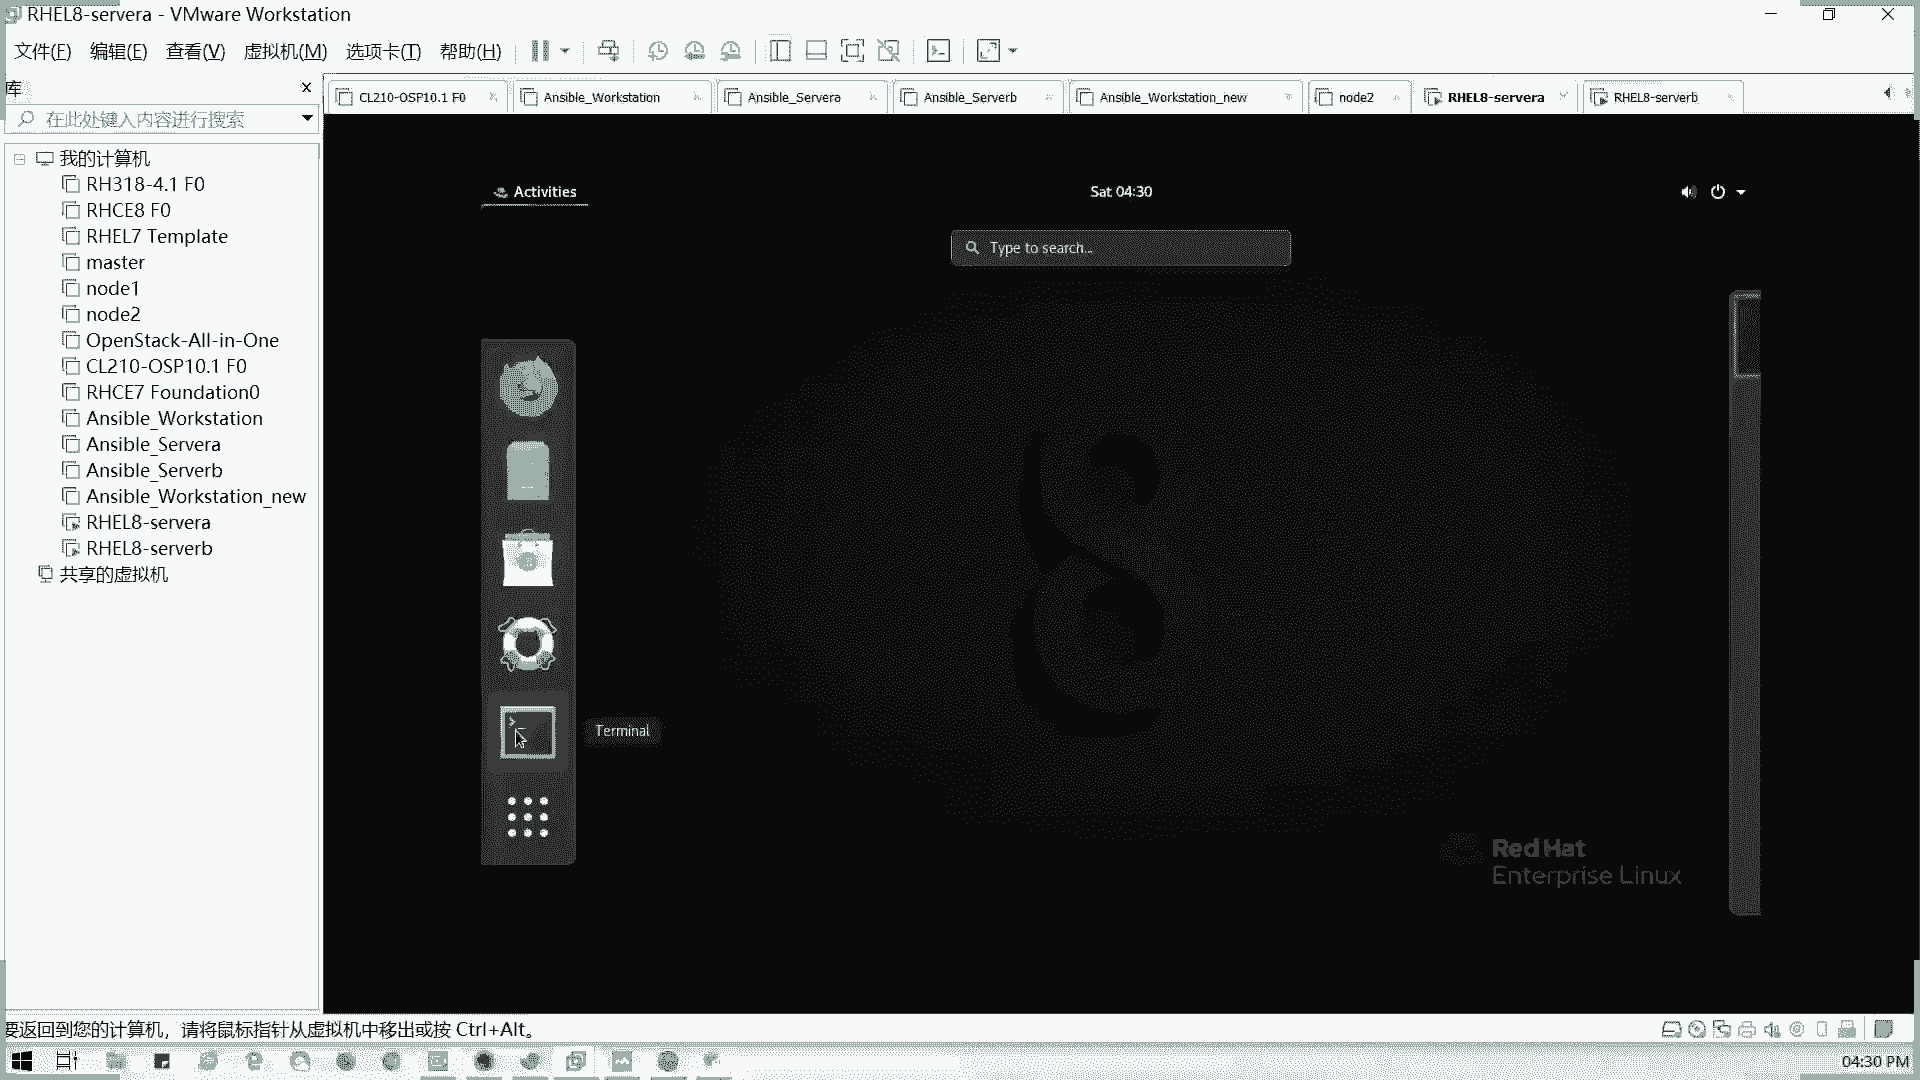 RHEL8-servera - VMware Workstation
文件(F) 编辑(E) 查看(V) 虚拟机(M) 选项卡(T) 帮助(H)
库
在此处键入内容进行搜索
CL210-OSP10.1 F0 Ansible_Workstation Ansible_Servera Ansible_Serverb Ansible_Workstation_new node2 RHEL8-servera RHEL8-serverb
我的计算机
RH318-4.1 F0
RHCE8 F0
RHEL7 Template
master
node1
node2
OpenStack-All-in-One
CL210-OSP10.1 F0
RHCE7 Foundation0
Ansible_Workstation
Ansible_Servera
Ansible_Serverb
Ansible_Workstation_new
RHEL8-servera
RHEL8-serverb
共享的虚拟机
Activities
Sat 04:30
Type to search...
Terminal
Red Hat
Enterprise Linux
要返回到您的计算机，请将鼠标指针从虚拟机中移出或按 Ctrl+Alt。
04:30 PM